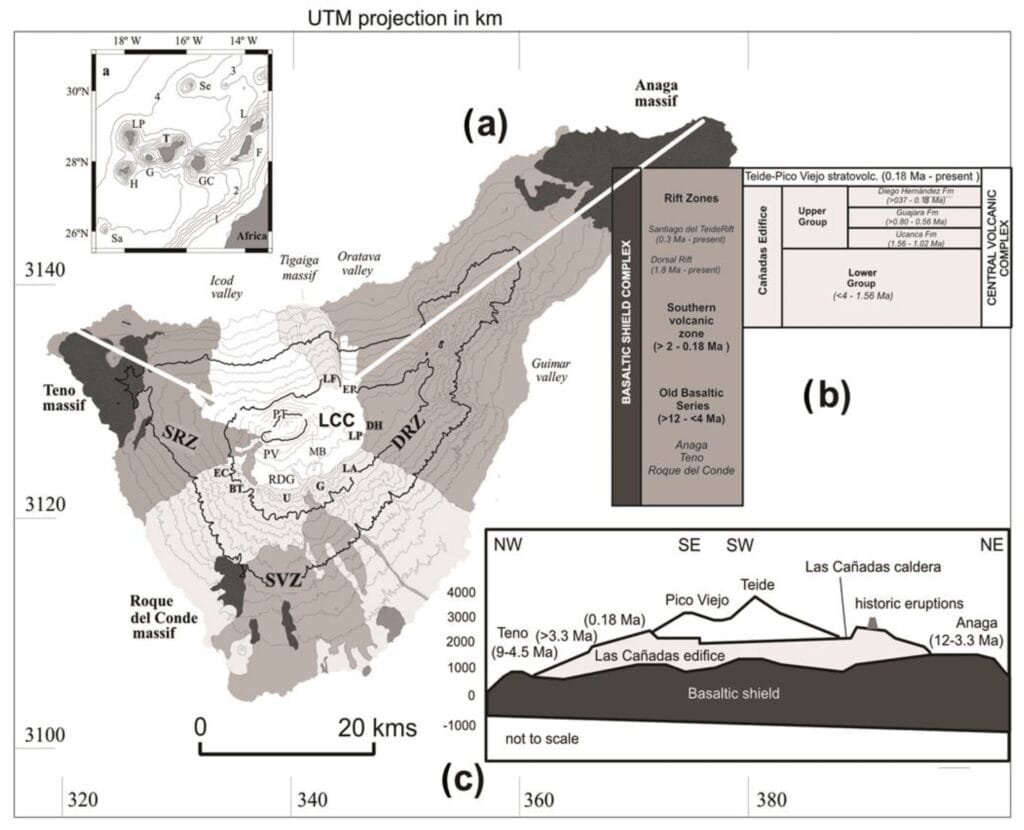 UTM projection in km
18º W 16º W 14º W
a
30ºN
28ºN
26ºN
3
Se
4
LP
T
L
G
H
GC
F
2
1
Sa
Africa
(a)
Anaga
massif
3140
3120
3100
320
340
360
380
Icod
valley
Tigaiga
massif
Oratava
valley
Guimar
valley
Teno
massif
Roque
del Conde
massif
SRZ
DRZ
SVZ
LCC
LF
ER
PT
DH
LP
PV
MB
EC
LA
BT
RDG
G
U
0 20 kms
(b)
BASALTIC SHIELD COMPLEX
Rift Zones
Santiago del TeideRift
(0.3 Ma - present)
Dorsal Rift
(1.8 Ma - present)
Southern
volcanic
zone
(> 2 - 0.18 Ma )
Old Basaltic
Series
(>12 - <4 Ma)
Anaga
Teno
Roque del Conde
Teide-Pico Viejo stratovolc. (0.18 Ma - present )
Cañadas Edifice
Upper
Group
Diego Hernández Fm
(>037 - 0.18 Ma)
Guajara Fm
(>0.80 - 0.56 Ma)
Ucanca Fm
(1.56 - 1.02 Ma)
Lower
Group
(<4 - 1.56 Ma)
CENTRAL VOLCANIC
COMPLEX
(c)
NW SE SW NE
4000
3000
2000
1000
0
-1000
Las Cañadas caldera
Teide
Pico Viejo
historic eruptions
(0.18 Ma)
Anaga
(12-3.3 Ma)
Teno
(9-4.5 Ma)
(>3.3 Ma)
Las Cañadas edifice
Basaltic shield
not to scale